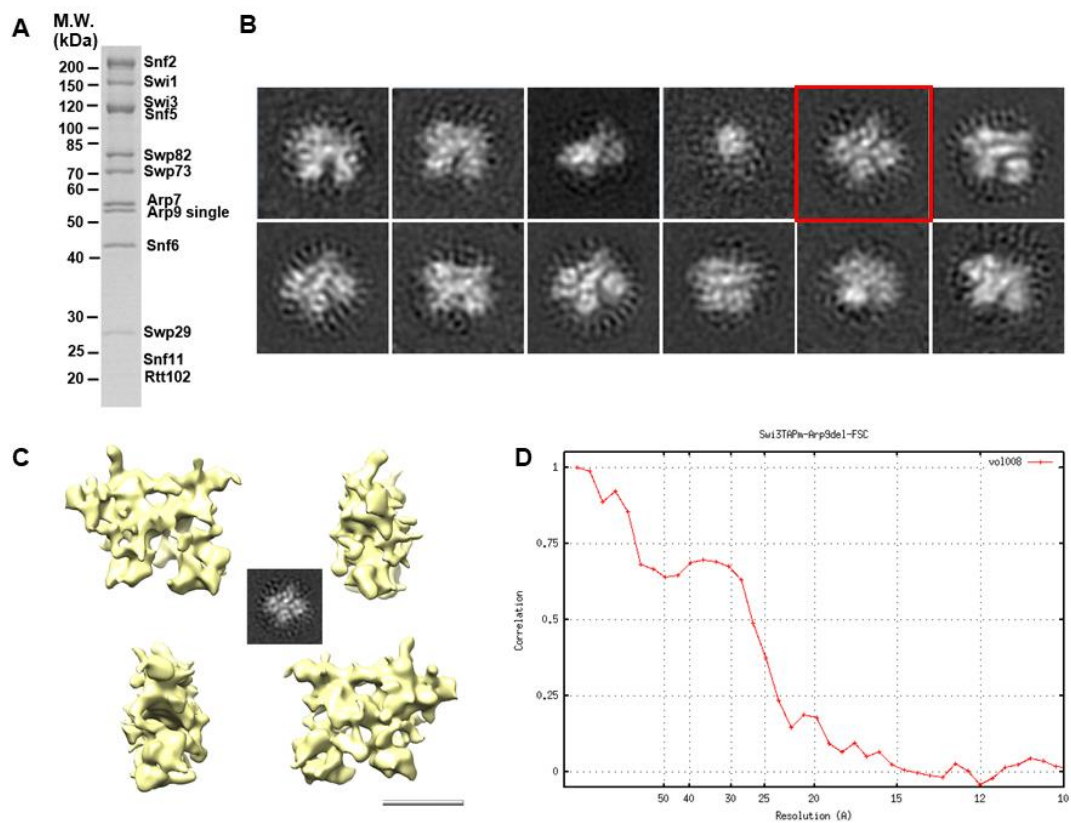 A
M.W.
(kDa)
200
150
120
100
85
70
60
50
40
30
25
20
Snf2
Swi1
Swi3
Snf5
Swp82
Swp73
Arp7
Arp9 single
Snf6
Swp29
Snf11
Rtt102
B
C
D
Swi3TAPm-Arp9del-FSC
vol008
1
0.75
0.5
0.25
0
Correlation
50 40 30 25 20 15 12 10
Resolution (A)